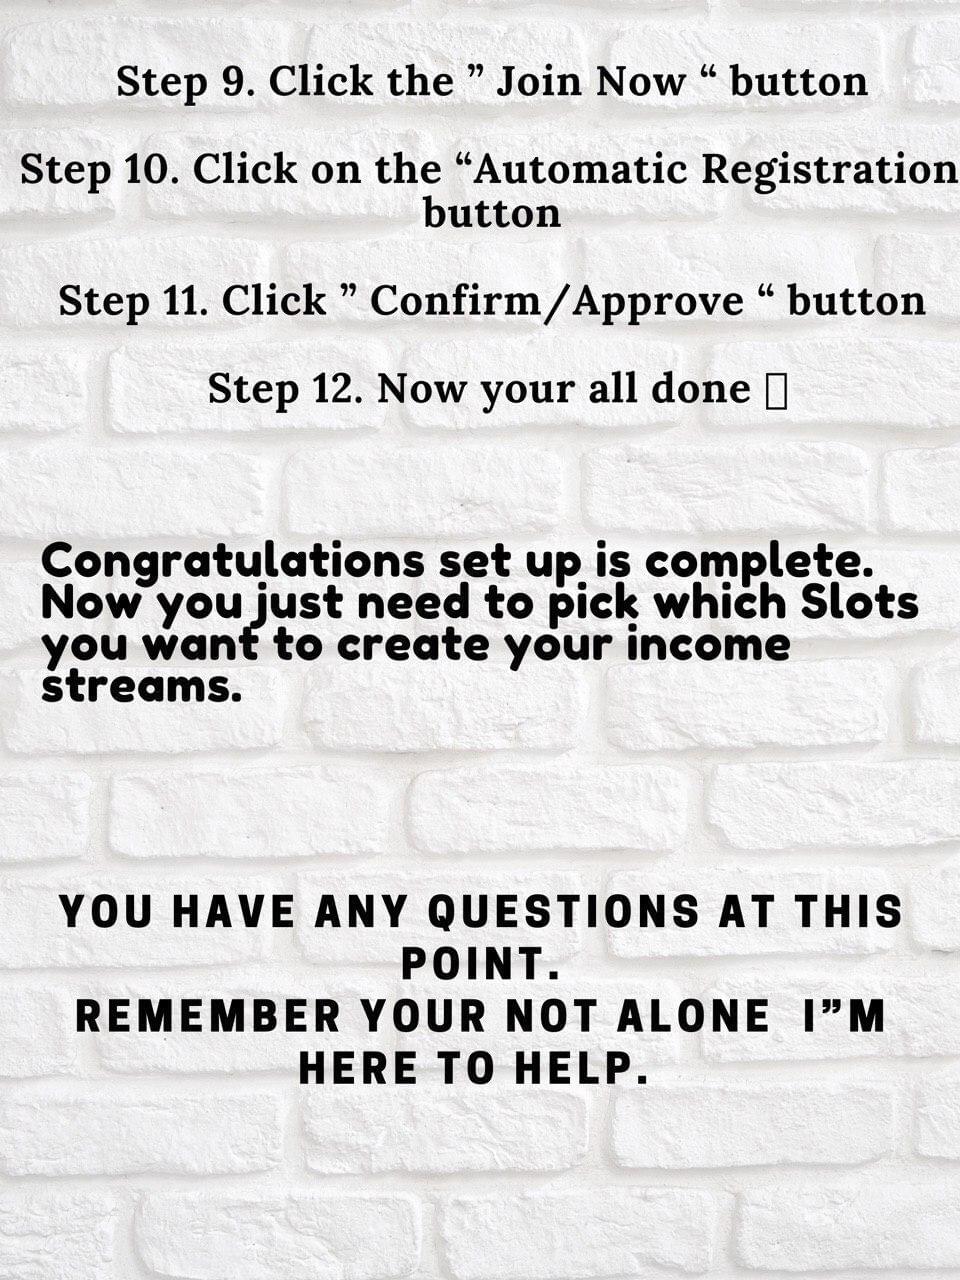 Step 9. Click the ” Join Now “ button
Step 10. Click on the “Automatic Registration
button
Step 11. Click ” Confirm/Approve “ button
Step 12. Now your all done
Congratulations set up is complete.
Now you just need to pick which Slots
you want to create your income
streams.
YOU HAVE ANY QUESTIONS AT THIS
POINT.
REMEMBER YOUR NOT ALONE I”M
HERE TO HELP.